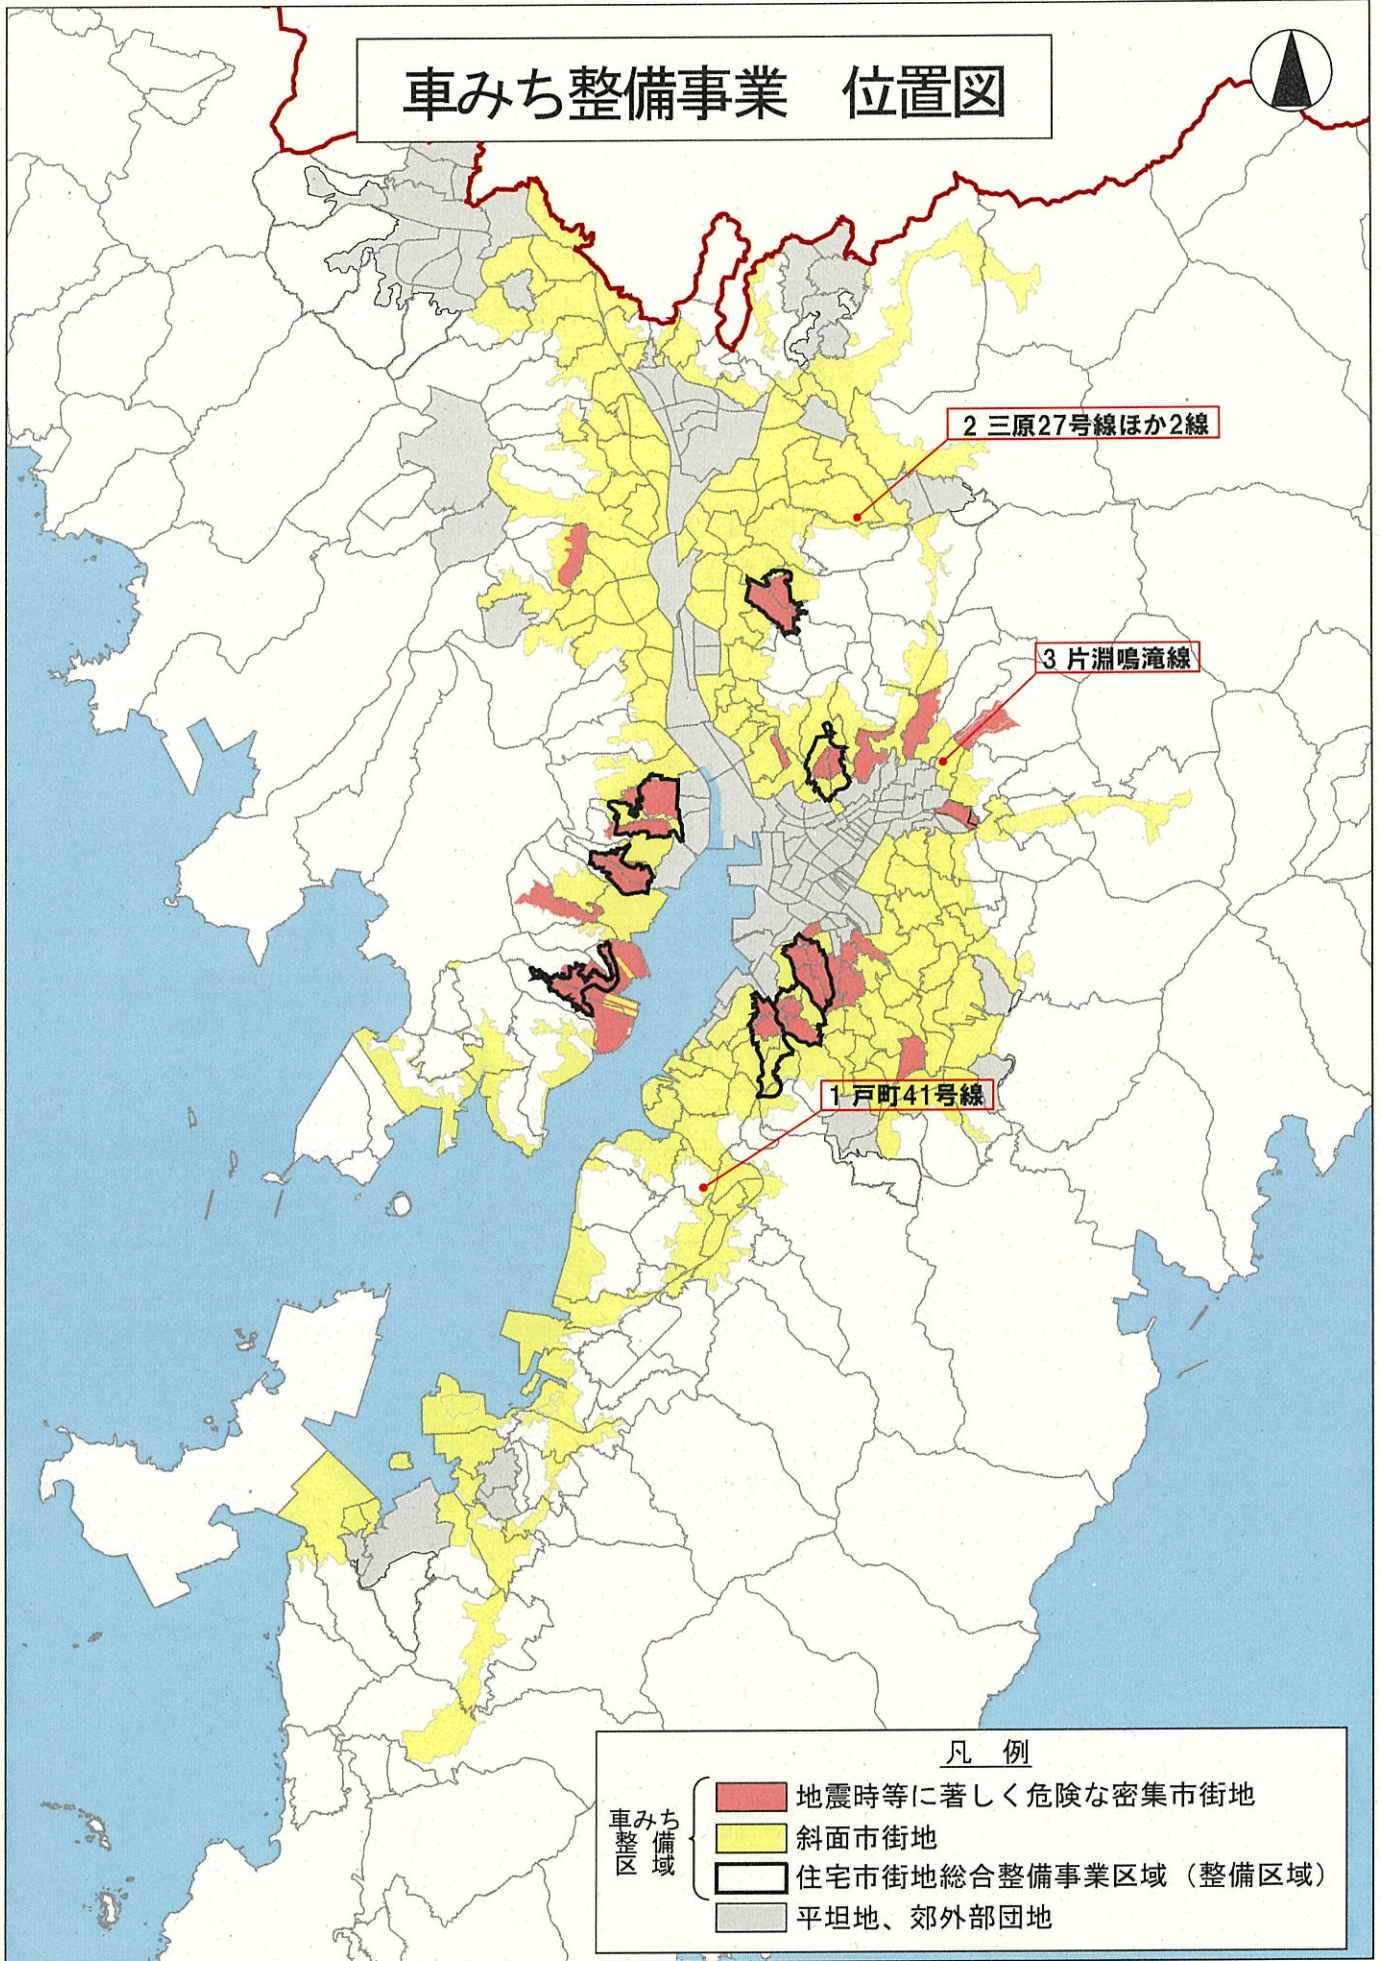 車みち整備事業　位置図
2 三原27号線ほか2線
3 片淵鳴滝線
1 戸町41号線
凡　例
車みち
整　備
区　域
地震時等に著しく危険な密集市街地
斜面市街地
住宅市街地総合整備事業区域（整備区域）
平坦地、郊外部団地